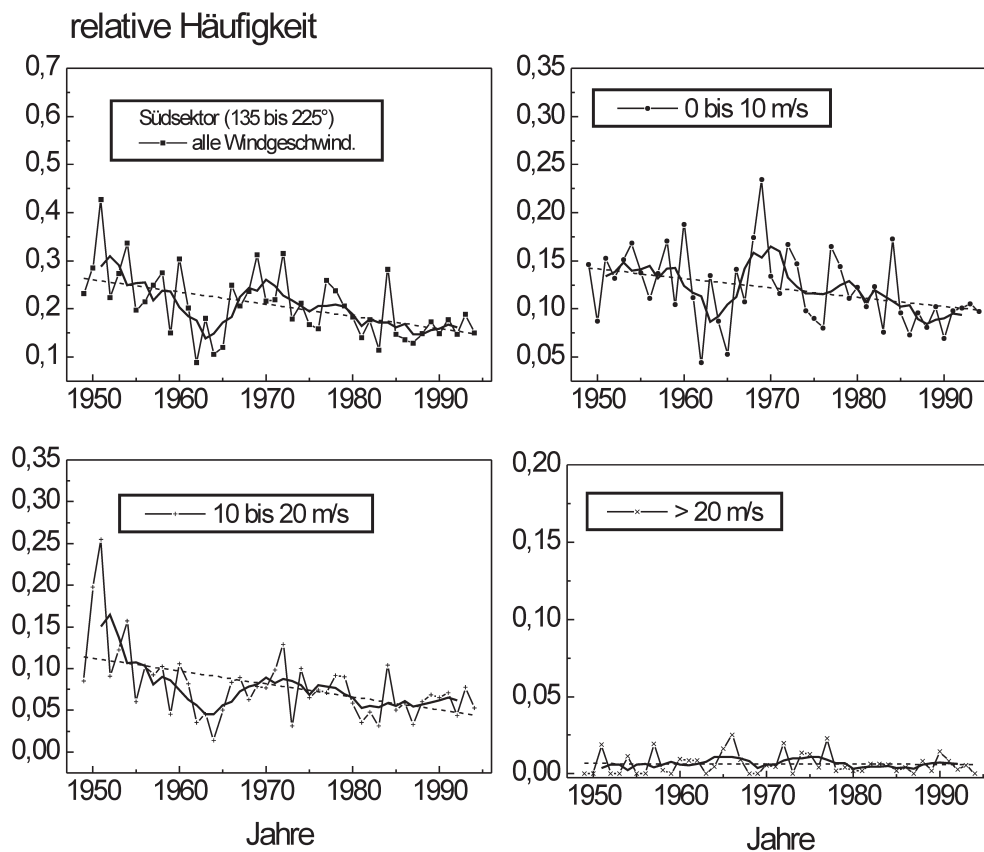 relative Häufigkeit
0,7
0,6
0,5
0,4
0,3
0,2
0,1
Südsektor (135 bis 225°)
alle Windgeschwind.
1950 1960 1970 1980 1990
0,35
0,30
0,25
0,20
0,15
0,10
0,05
0 bis 10 m/s
1950 1960 1970 1980 1990
0,35
0,30
0,25
0,20
0,15
0,10
0,05
0,00
10 bis 20 m/s
1950 1960 1970 1980 1990
Jahre
0,20
0,15
0,10
0,05
0,00
> 20 m/s
1950 1960 1970 1980 1990
Jahre